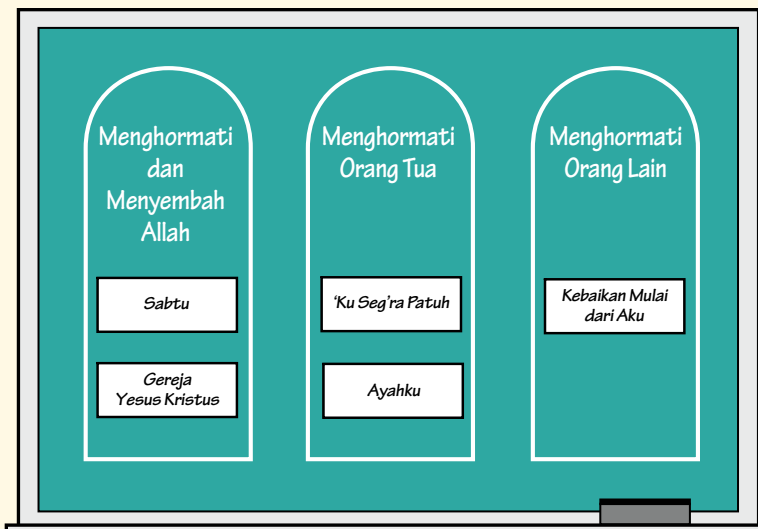 Menghormati
dan
Menyembah
Allah
Sabtu
Gereja
Yesus Kristus
Menghormati
Orang Tua
‘Ku Seg’ra Patuh
Ayahku
Menghormati
Orang Lain
Kebaikan Mulai
dari Aku